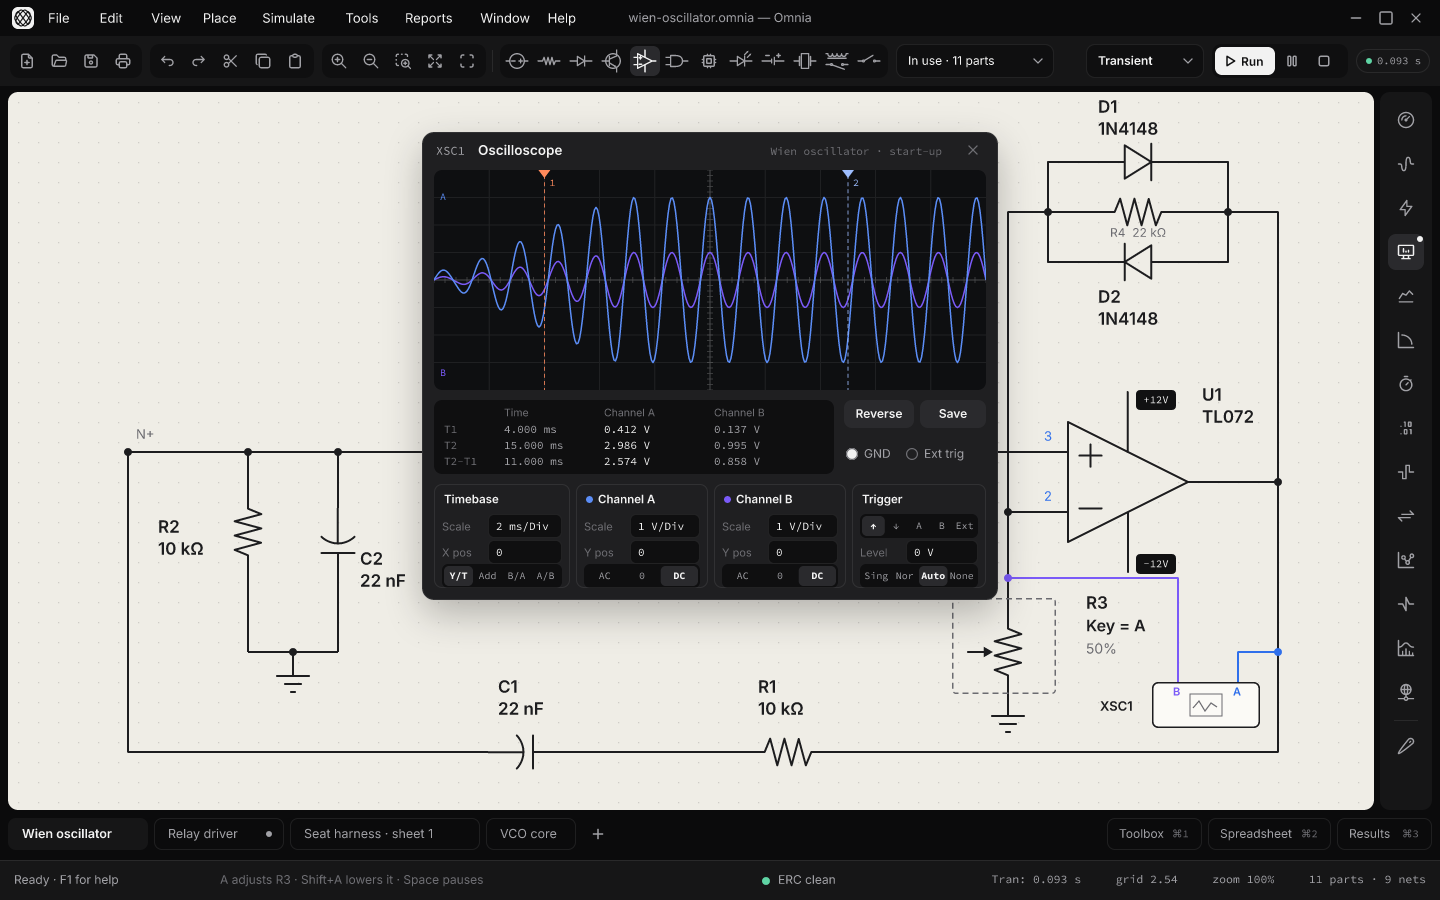 File Edit View Place Simulate Tools Reports Window Help wien-oscillator.omnia — Omnia
In use · 11 parts Transient Run 0.093 s
D1
1N4148
R4 22 kΩ
D2
1N4148
XSC1 Oscilloscope Wien oscillator · start-up
A
1
2
B
Time Channel A Channel B
T1 4.000 ms 0.412 V 0.137 V
T2 15.000 ms 2.986 V 0.995 V
T2-T1 11.000 ms 2.574 V 0.858 V
Reverse Save
GND Ext trig
Timebase
Scale 2 ms/Div
X pos 0
Y/T Add B/A A/B
Channel A
Scale 1 V/Div
Y pos 0
AC 0 DC
Channel B
Scale 1 V/Div
Y pos 0
AC 0 DC
Trigger
↑ ↓ A B Ext
Level 0 V
Sing Nor Auto None
N+
R2
10 kΩ
C2
22 nF
+12V
U1
TL072
3
2
−12V
R3
Key = A
50%
C1
22 nF
R1
10 kΩ
XSC1
B A
Wien oscillator Relay driver Seat harness · sheet 1 VCO core
Toolbox ⌘1 Spreadsheet ⌘2 Results ⌘3
Ready · F1 for help A adjusts R3 · Shift+A lowers it · Space pauses ERC clean Tran: 0.093 s grid 2.54 zoom 100% 11 parts · 9 nets